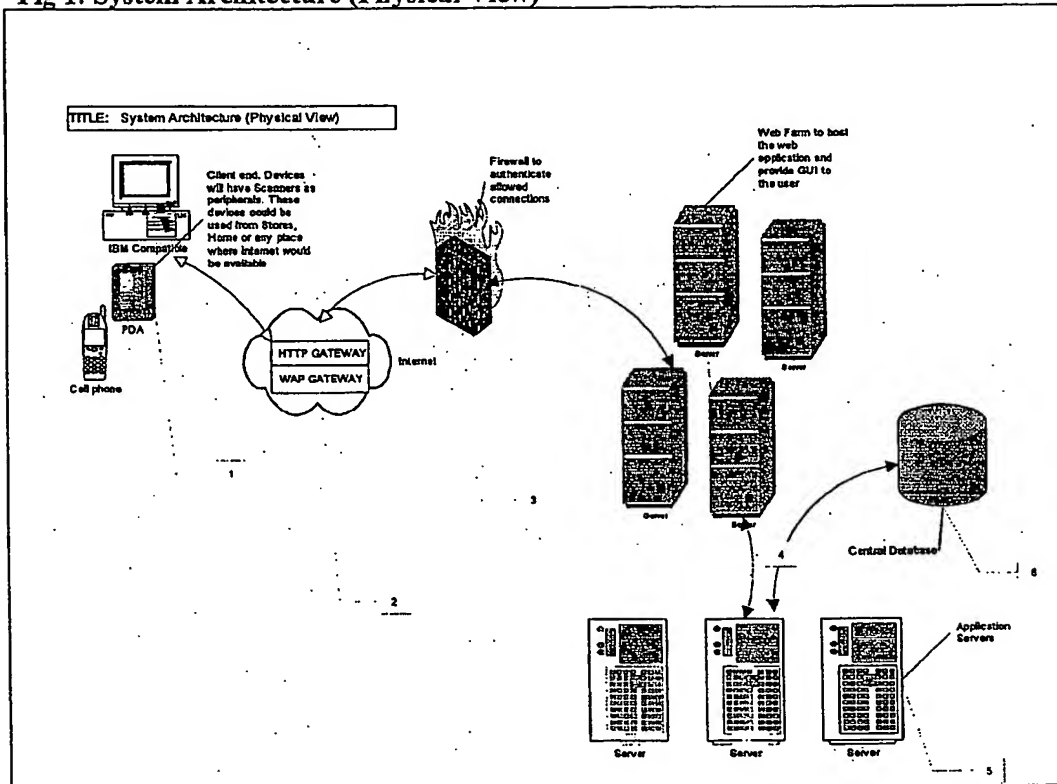 Fig 1. System Architecture (Physical View)
TITLE: System Architecture (Physical View)
IBM Compatible
PDA
Cell phone
Client end. Devices
will have Scanners as
peripherals. These
devices could be
used from Stores,
Home or any place
where Internet would
be available
HTTP GATEWAY
WAP GATEWAY
Internet
Firewall to
authenticate
allowed
connections
Web Farm to host
the web
application and
provide GUI to
the user
Server
Server
Server
Server
Central Database
1
2
3
4
6
Application
Servers
Server
Server
Server
5